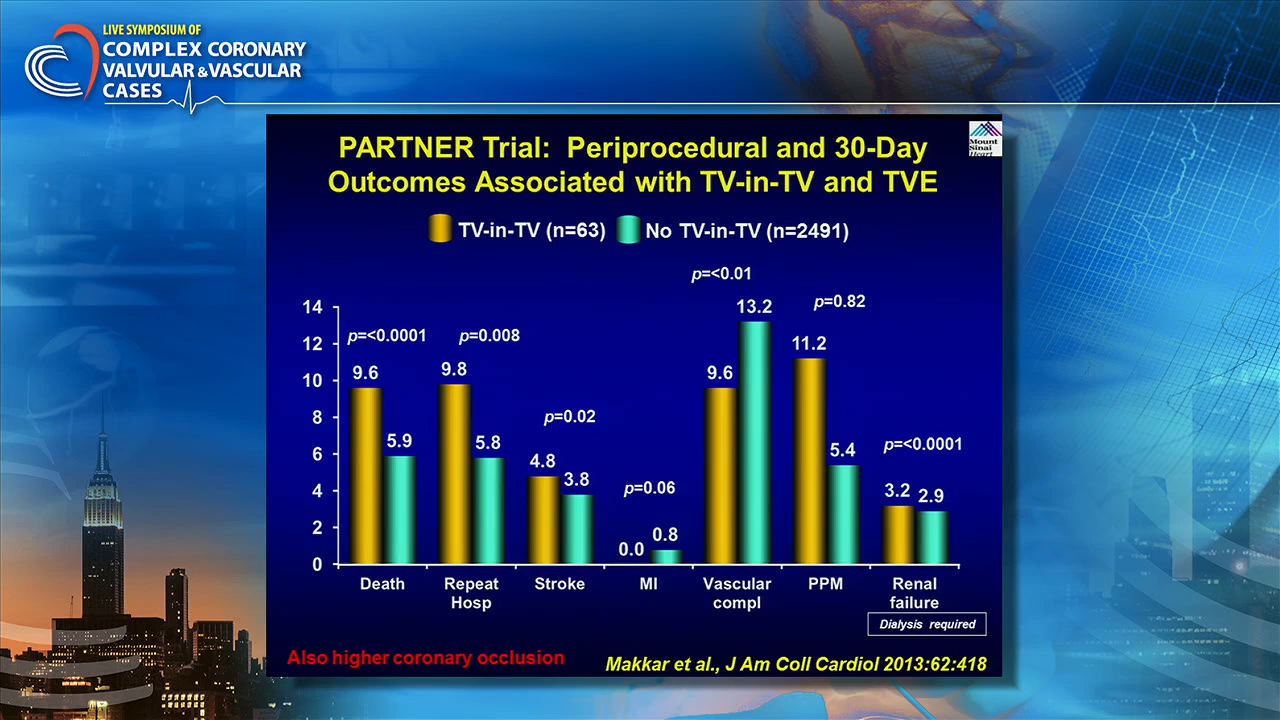 LIVE SYMPOSIUM OF
COMPLEX CORONARY
VALVULAR & VASCULAR
CASES
Mount
Sinai
Heart
PARTNER Trial: Periprocedural and 30-Day
Outcomes Associated with TV-in-TV and TVE
TV-in-TV (n=63) No TV-in-TV (n=2491)
p=<0.01
14 13.2 p=0.82
p=<0.0001 p=0.008
12 11.2
10 9.6 9.8 9.6
8 p=0.02
6 5.9 5.8 5.4 p=<0.0001
4.8
4 3.8 p=0.06 3.2 2.9
2
0.0 0.8
0
Death Repeat Stroke MI Vascular PPM Renal
Hosp compl failure
Dialysis required
Also higher coronary occlusion
Makkar et al., J Am Coll Cardiol 2013:62:418